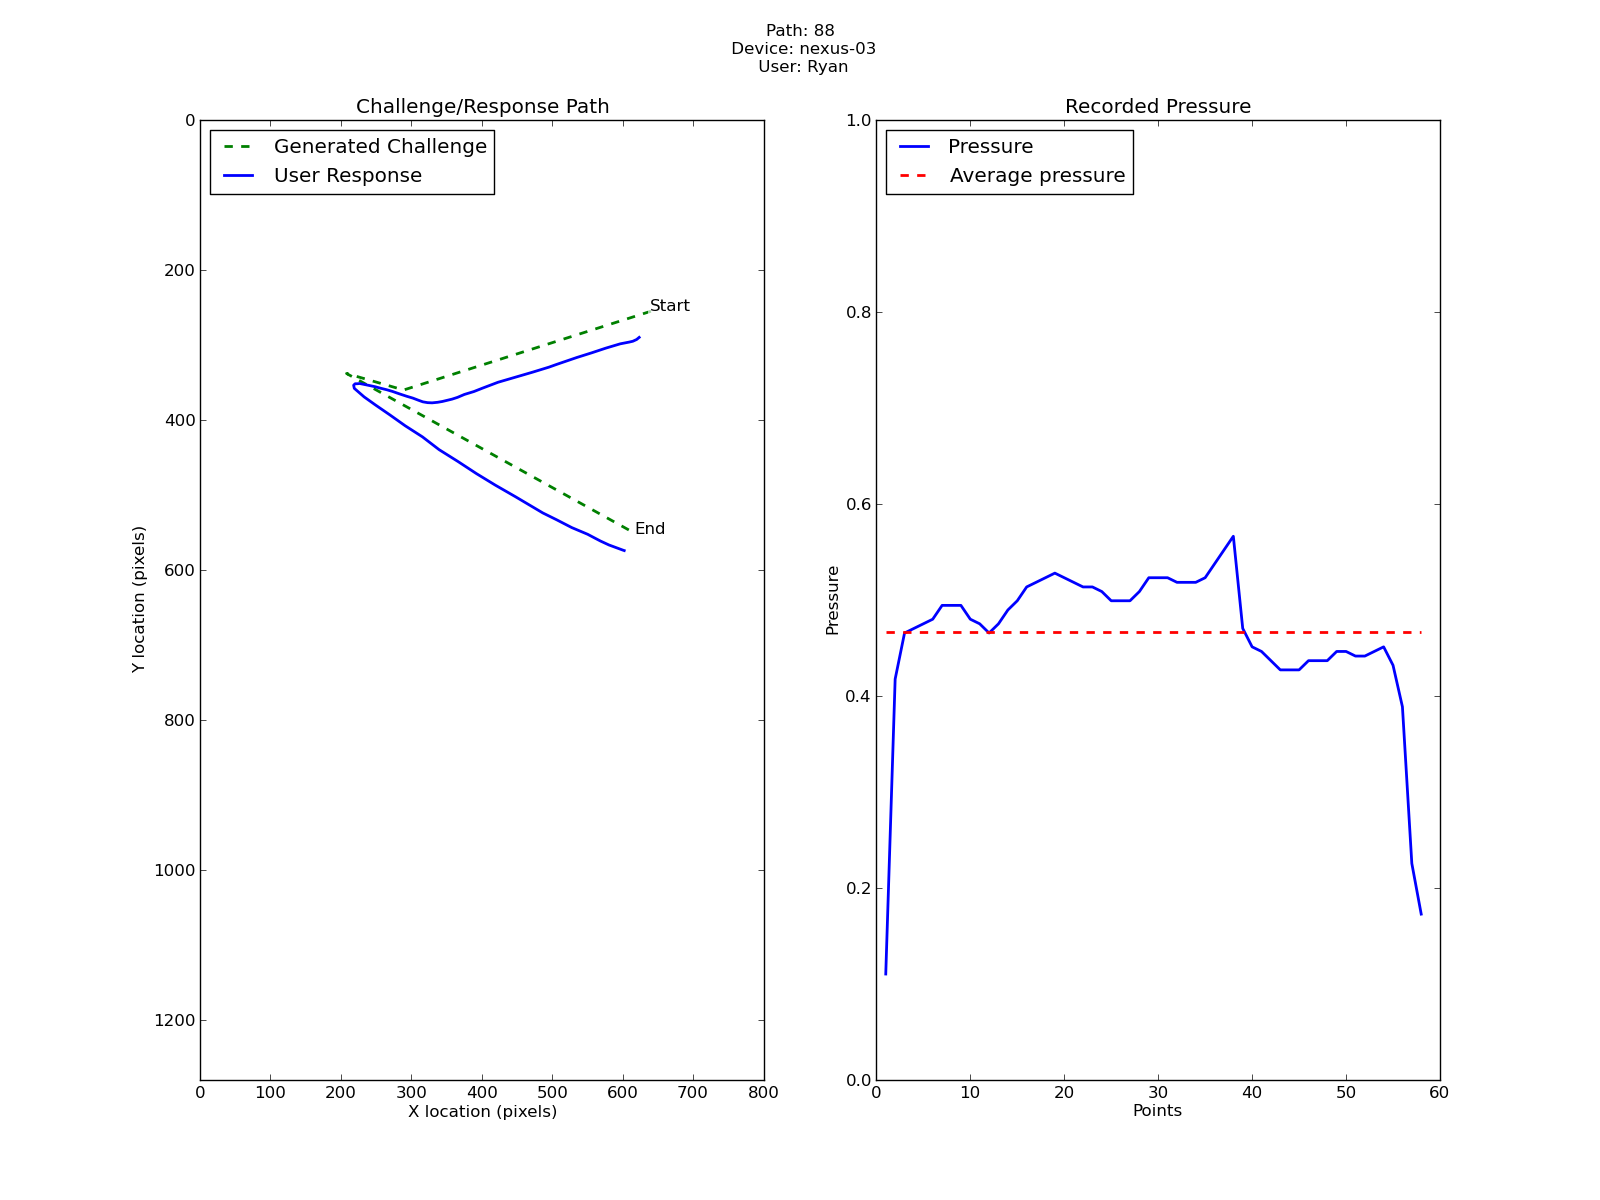 Path: 88
Device: nexus-03
User: Ryan
Challenge/Response Path
Generated Challenge
User Response
Start
End
0
200
400
600
800
1000
1200
Y location (pixels)
0 100 200 300 400 500 600 700 800
X location (pixels)
Recorded Pressure
Pressure
Average pressure
1.0
0.8
0.6
0.4
0.2
0.0
Pressure
0 10 20 30 40 50 60
Points